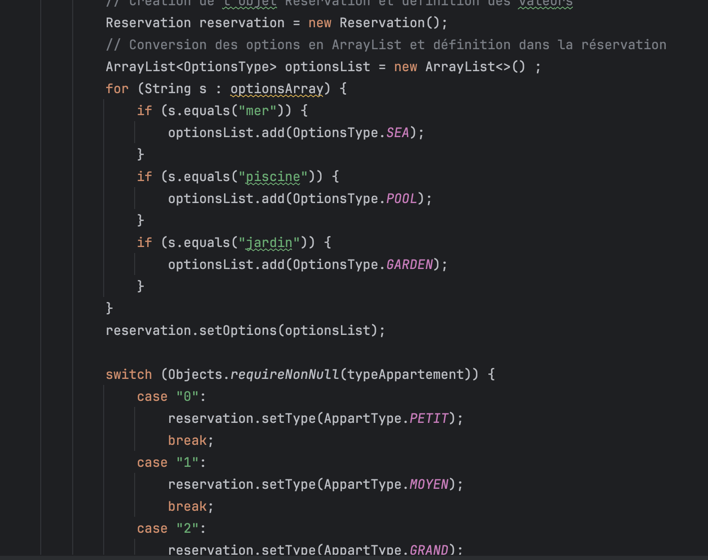 // Création de l'objet Réservation et définition des valeurs
Reservation reservation = new Reservation();
// Conversion des options en ArrayList et définition dans la réservation
ArrayList<OptionsType> optionsList = new ArrayList<>() ;
for (String s : optionsArray) {
if (s.equals("mer")) {
optionsList.add(OptionsType.SEA);
}
if (s.equals("piscine")) {
optionsList.add(OptionsType.POOL);
}
if (s.equals("jardin")) {
optionsList.add(OptionsType.GARDEN);
}
}
reservation.setOptions(optionsList);
switch (Objects.requireNonNull(typeAppartement)) {
case "0":
reservation.setType(AppartType.PETIT);
break;
case "1":
reservation.setType(AppartType.MOYEN);
break;
case "2":
reservation.setType(AppartType.GRAND);